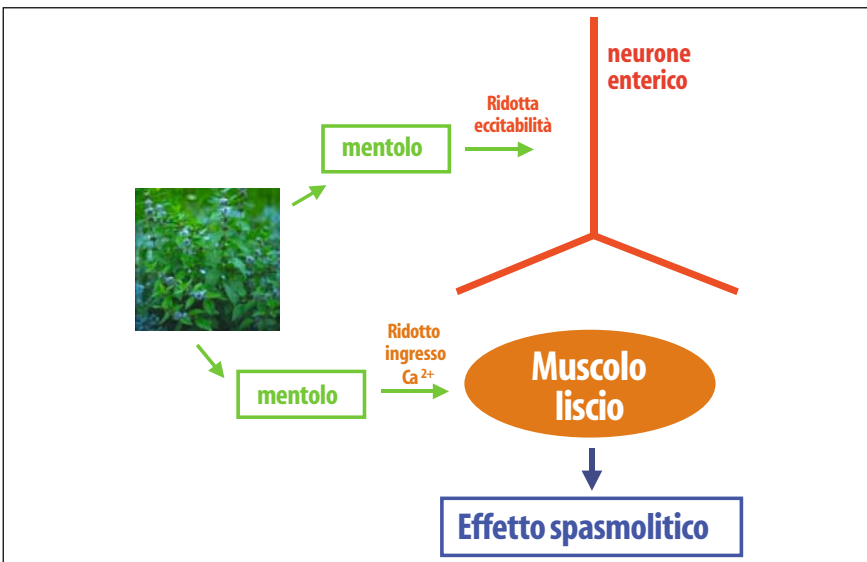 neurone
enterico
Ridotta
eccitabilità
mentolo
Ridotto
ingresso
Ca 2+
mentolo
Muscolo
liscio
Effetto spasmolitico